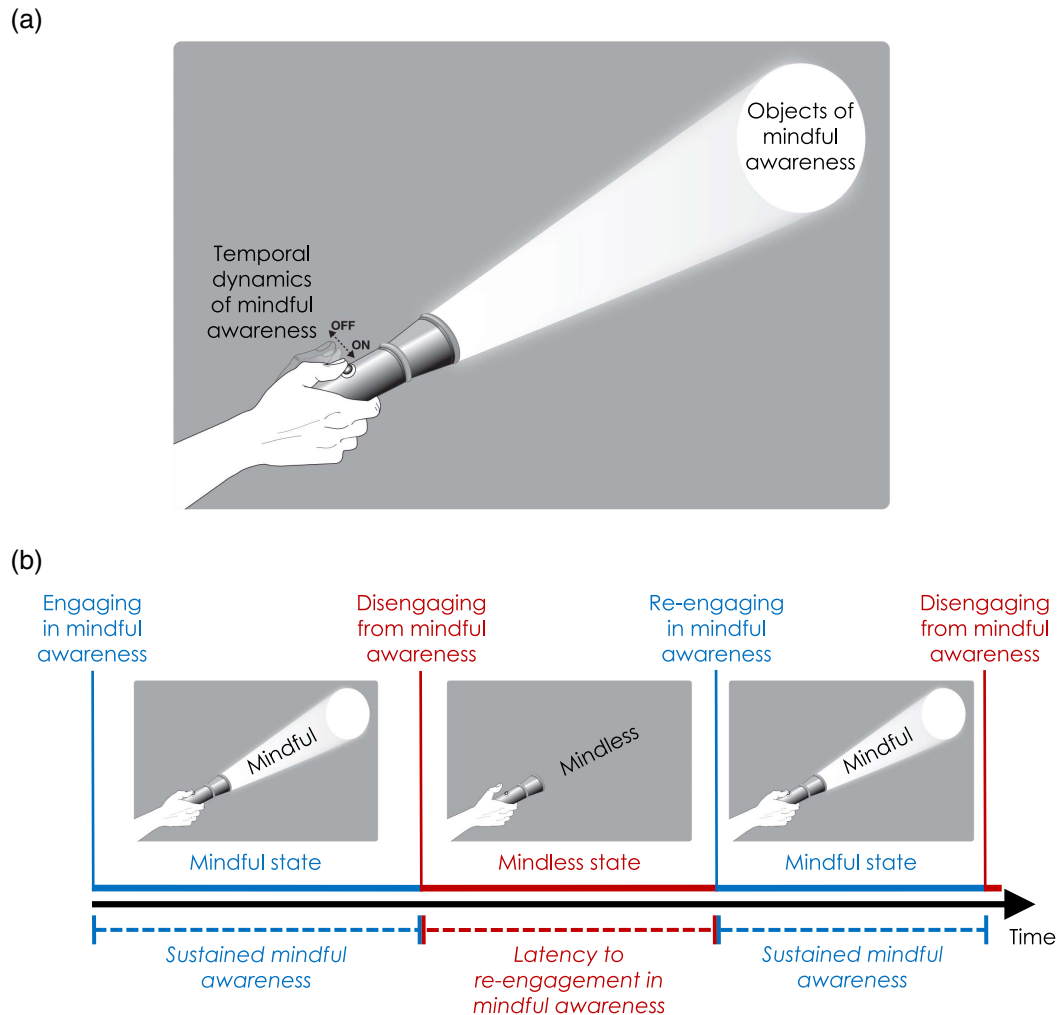 (a)
Objects of
mindful
awareness
Temporal
dynamics
of mindful
awareness
OFF
ON
(b)
Engaging
in mindful
awareness
Disengaging
from mindful
awareness
Re-engaging
in mindful
awareness
Disengaging
from mindful
awareness
Mindful
Mindless
Mindful
Mindful state
Mindless state
Mindful state
Time
Sustained mindful
awareness
Latency to
re-engagement in
mindful awareness
Sustained mindful
awareness